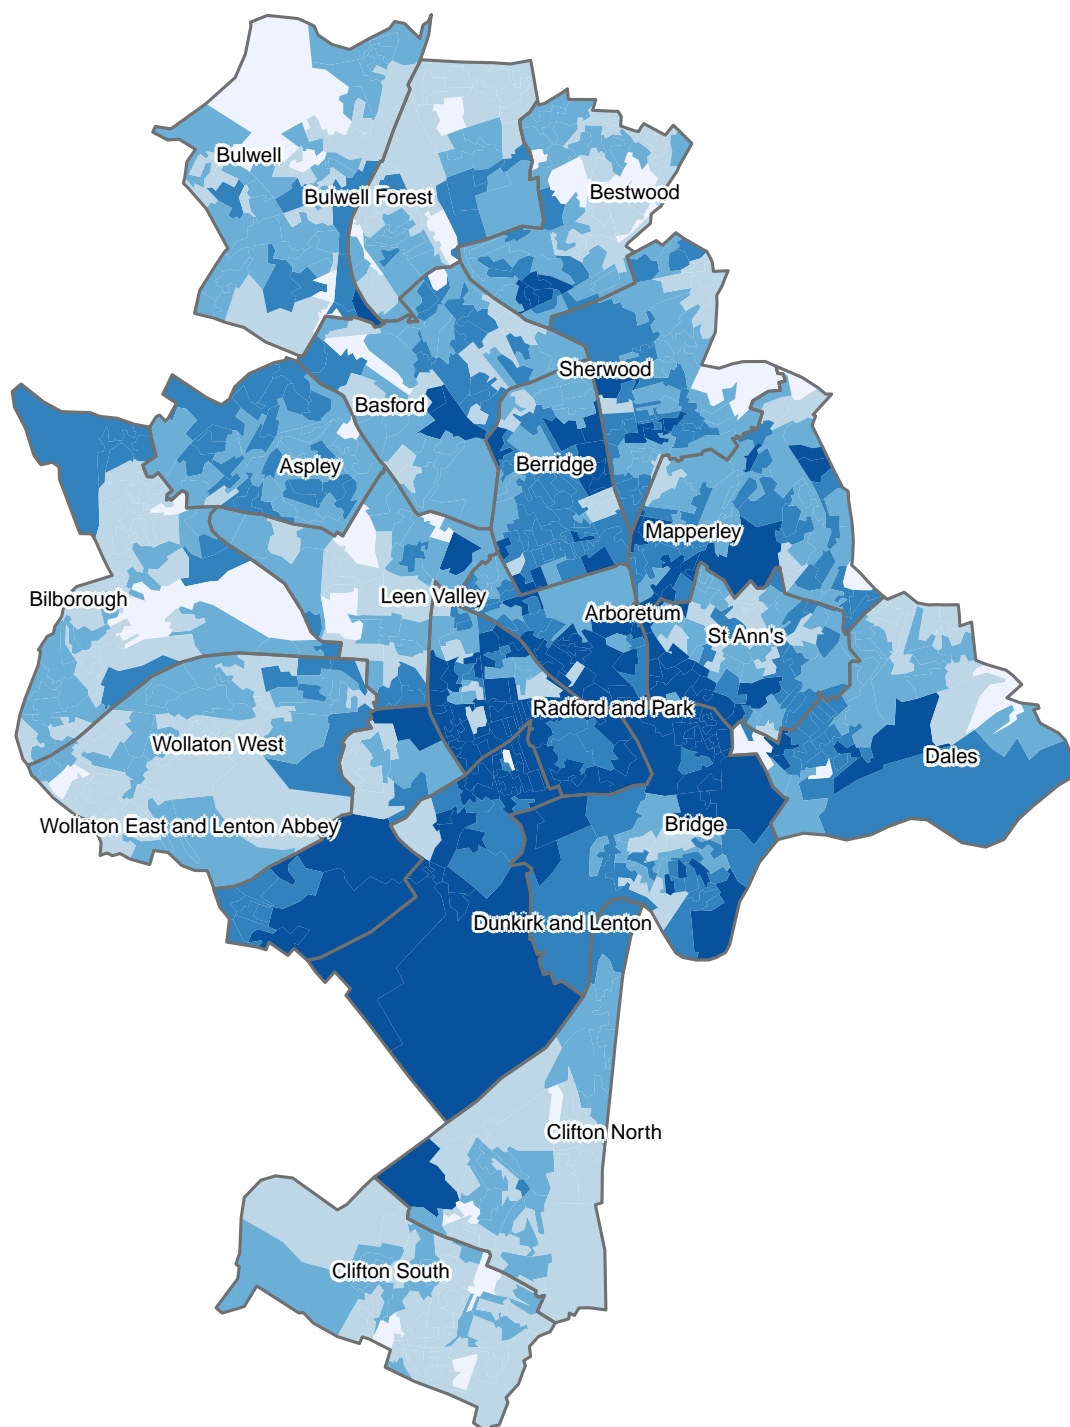 Bulwell
Bulwell Forest
Bestwood
Sherwood
Basford
Aspley
Berridge
Mapperley
Bilborough
Leen Valley
Arboretum
St Ann's
Radford and Park
Wollaton West
Dales
Wollaton East and Lenton Abbey
Bridge
Dunkirk and Lenton
Clifton North
Clifton South